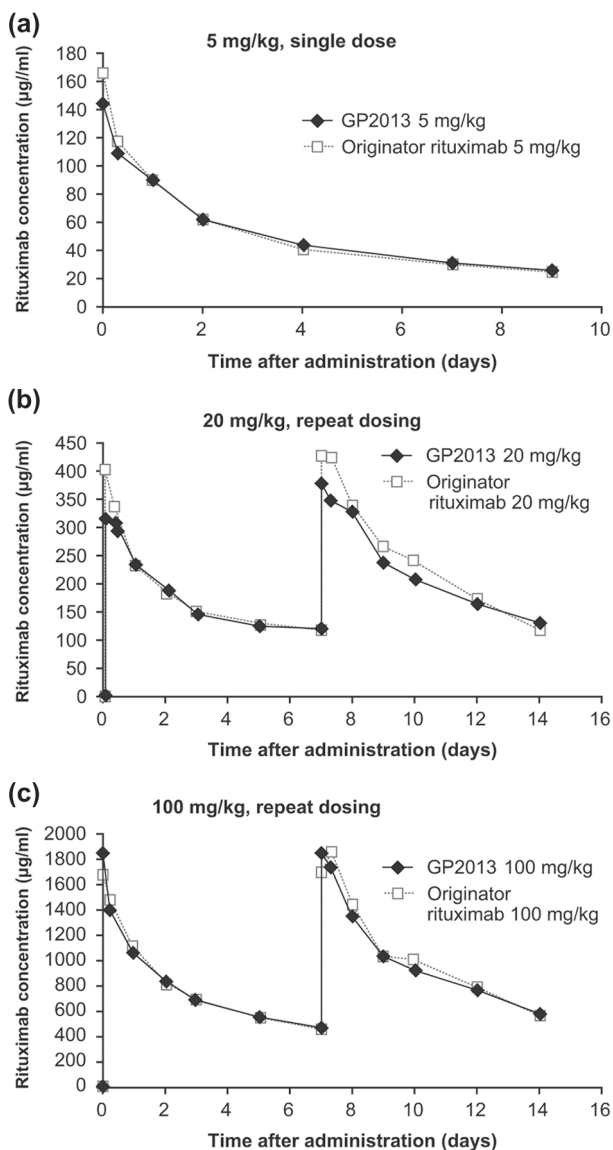 (a)
5 mg/kg, single dose
Rituximab concentration (µg//ml)
180
160
140
120
100
80
60
40
20
0
GP2013 5 mg/kg
Originator rituximab 5 mg/kg
0 2 4 6 8 10
Time after administration (days)
(b)
20 mg/kg, repeat dosing
Rituximab concentration (µg/ml)
450
400
350
300
250
200
150
100
50
0
GP2013 20 mg/kg
Originator
rituximab 20 mg/kg
0 2 4 6 8 10 12 14 16
Time after administration (days)
(c)
100 mg/kg, repeat dosing
Rituximab concentration (µg/ml)
2000
1800
1600
1400
1200
1000
800
600
400
200
0
GP2013 100 mg/kg
Originator
rituximab 100 mg/kg
0 2 4 6 8 10 12 14 16
Time after administration (days)